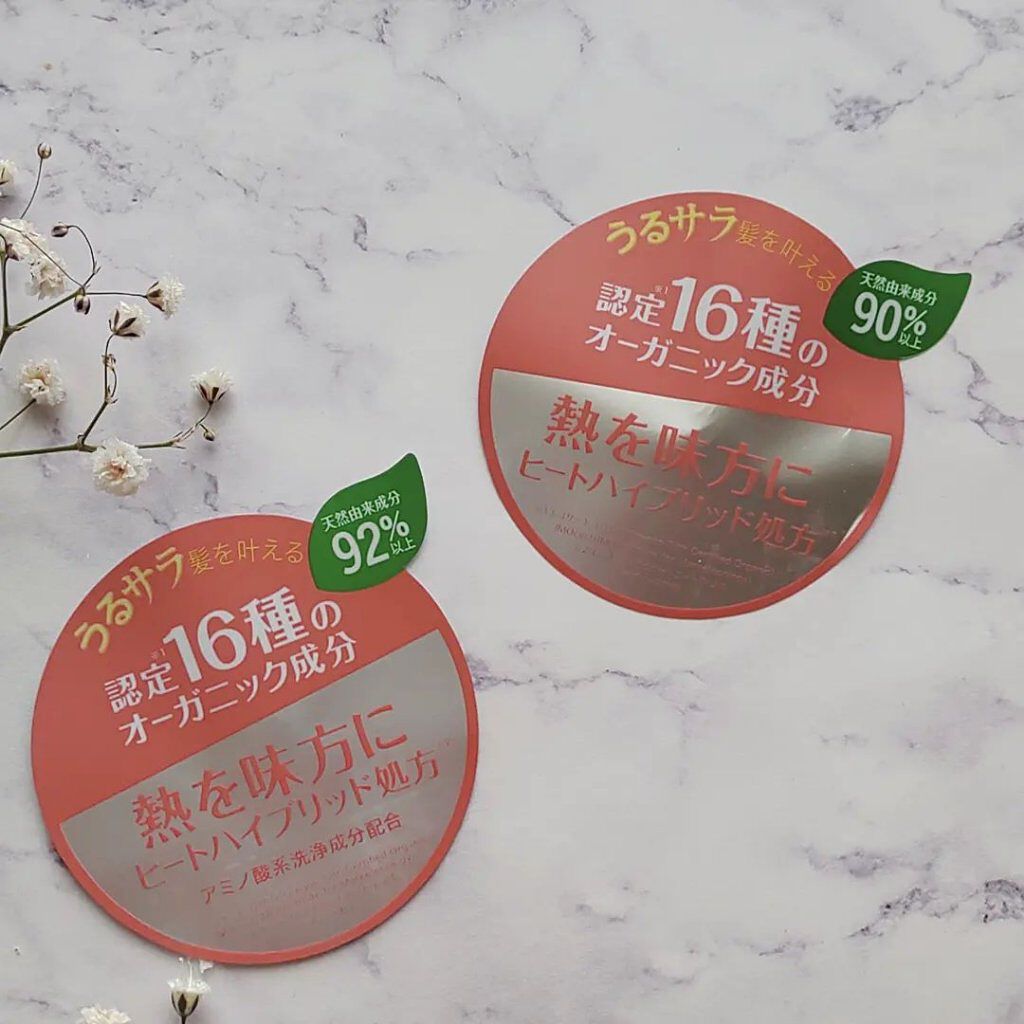 うるサラ髪を叶える
天然由来成分
90%以上
認定※1 16種の
オーガニック成分
熱を味方に
ヒートハイブリッド処方
うるサラ髪を叶える
天然由来成分
92%以上
認定※1 16種の
オーガニック成分
熱を味方に
ヒートハイブリッド処方
アミノ酸系洗浄成分配合